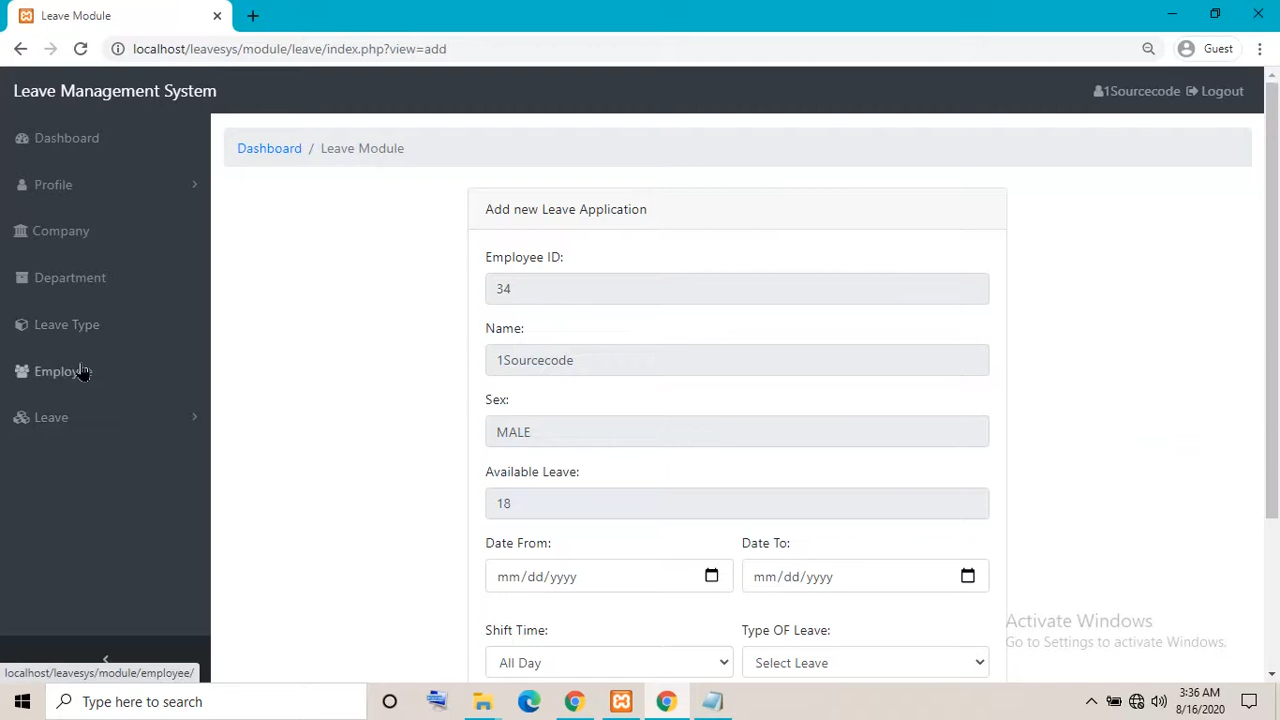 Leave Module
localhost/leavesys/module/leave/index.php?view=add
Guest
Leave Management System
1Sourcecode Logout
Dashboard
Profile
Company
Department
Leave Type
Leave
Dashboard / Leave Module
Add new Leave Application
Employee ID:
34
Name:
1Sourcecode
Sex:
MALE
Available Leave:
18
Date From: Date To:
mm/dd/yyyy mm/dd/yyyy
Shift Time: Type OF Leave:
All Day Select Leave
Activate Windows
Go to Settings to activate Windows.
localhost/leavesys/module/employee/
Type here to search
3:36 AM
8/16/2020